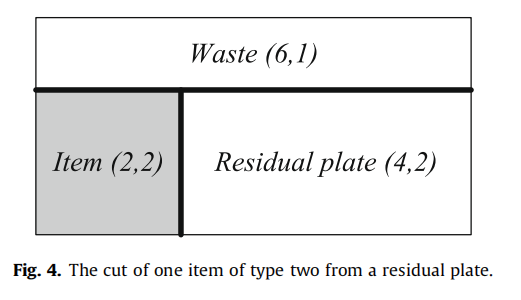 Waste (6,1)
Item (2,2)
Residual plate (4,2)
Fig. 4. The cut of one item of type two from a residual plate.